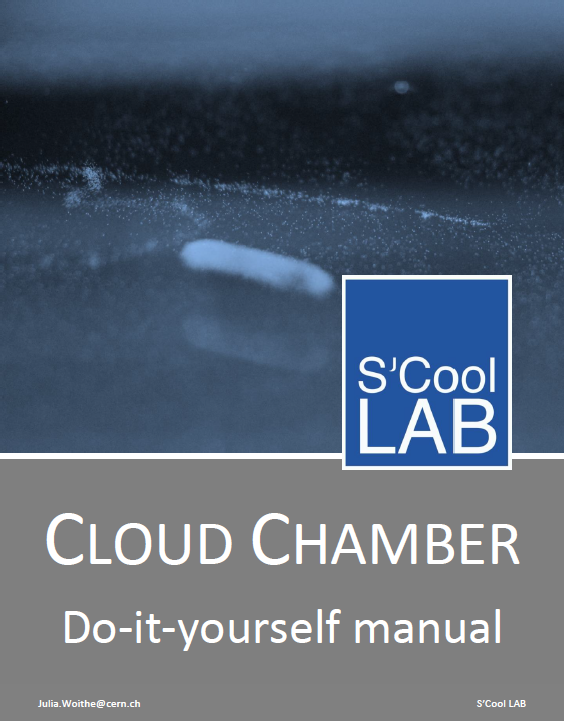 S'Cool
LAB
CLOUD CHAMBER
Do-it-yourself manual
Julia.Woithe@cern.ch
S'Cool LAB